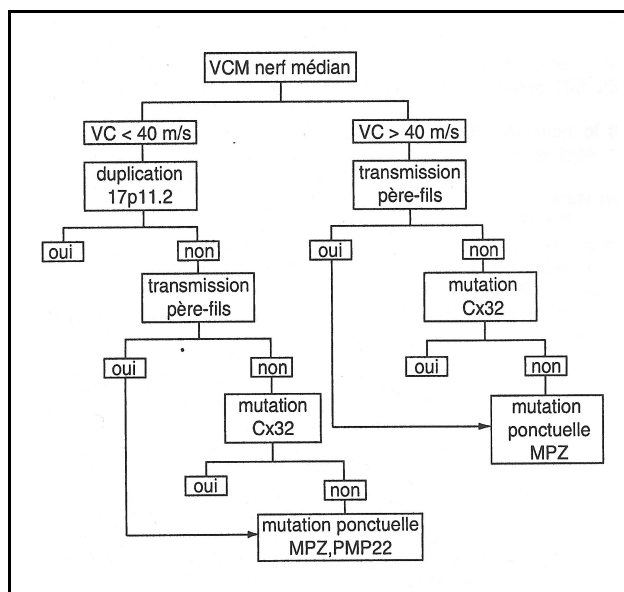 VCM nerf médian
VC < 40 m/s
VC > 40 m/s
duplication
17p11.2
transmission
père-fils
oui
non
oui
non
transmission
père-fils
mutation
Cx32
oui
non
oui
non
mutation
Cx32
mutation
ponctuelle
MPZ
oui
non
mutation ponctuelle
MPZ,PMP22